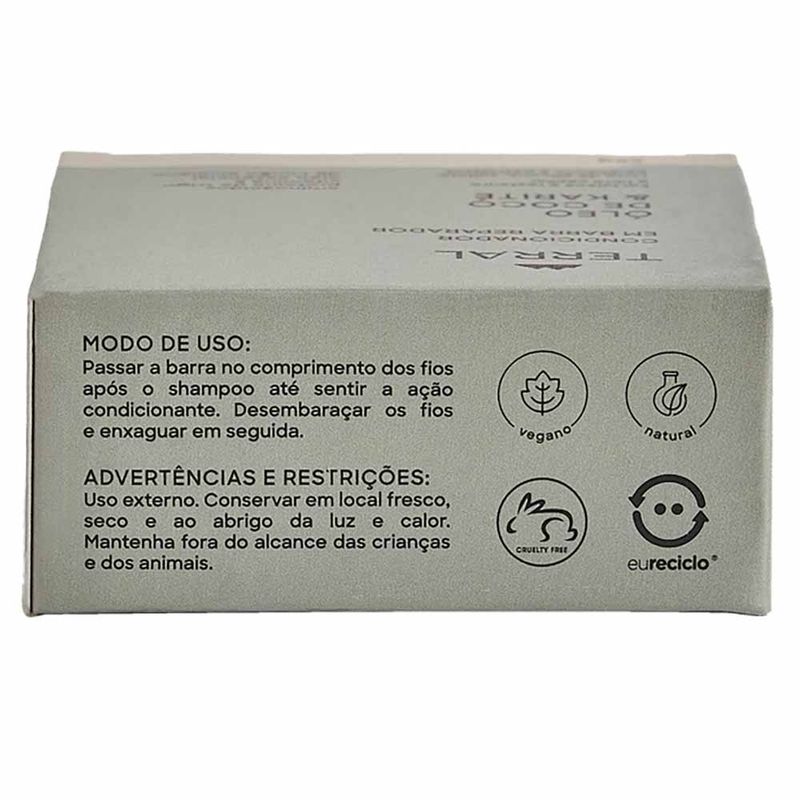 TERRAL
CONDICIONADOR
EM BARRA REPARADOR
ÓLEO
DE COCO
& KARITÉ
MODO DE USO:
Passar a barra no comprimento dos fios
após o shampoo até sentir a ação
condicionante. Desembaraçar os fios
e enxaguar em seguida.
ADVERTÊNCIAS E RESTRIÇÕES:
Uso externo. Conservar em local fresco,
seco e ao abrigo da luz e calor.
Mantenha fora do alcance das crianças
e dos animais.
vegano
natural
CRUELTY FREE
eureciclo®